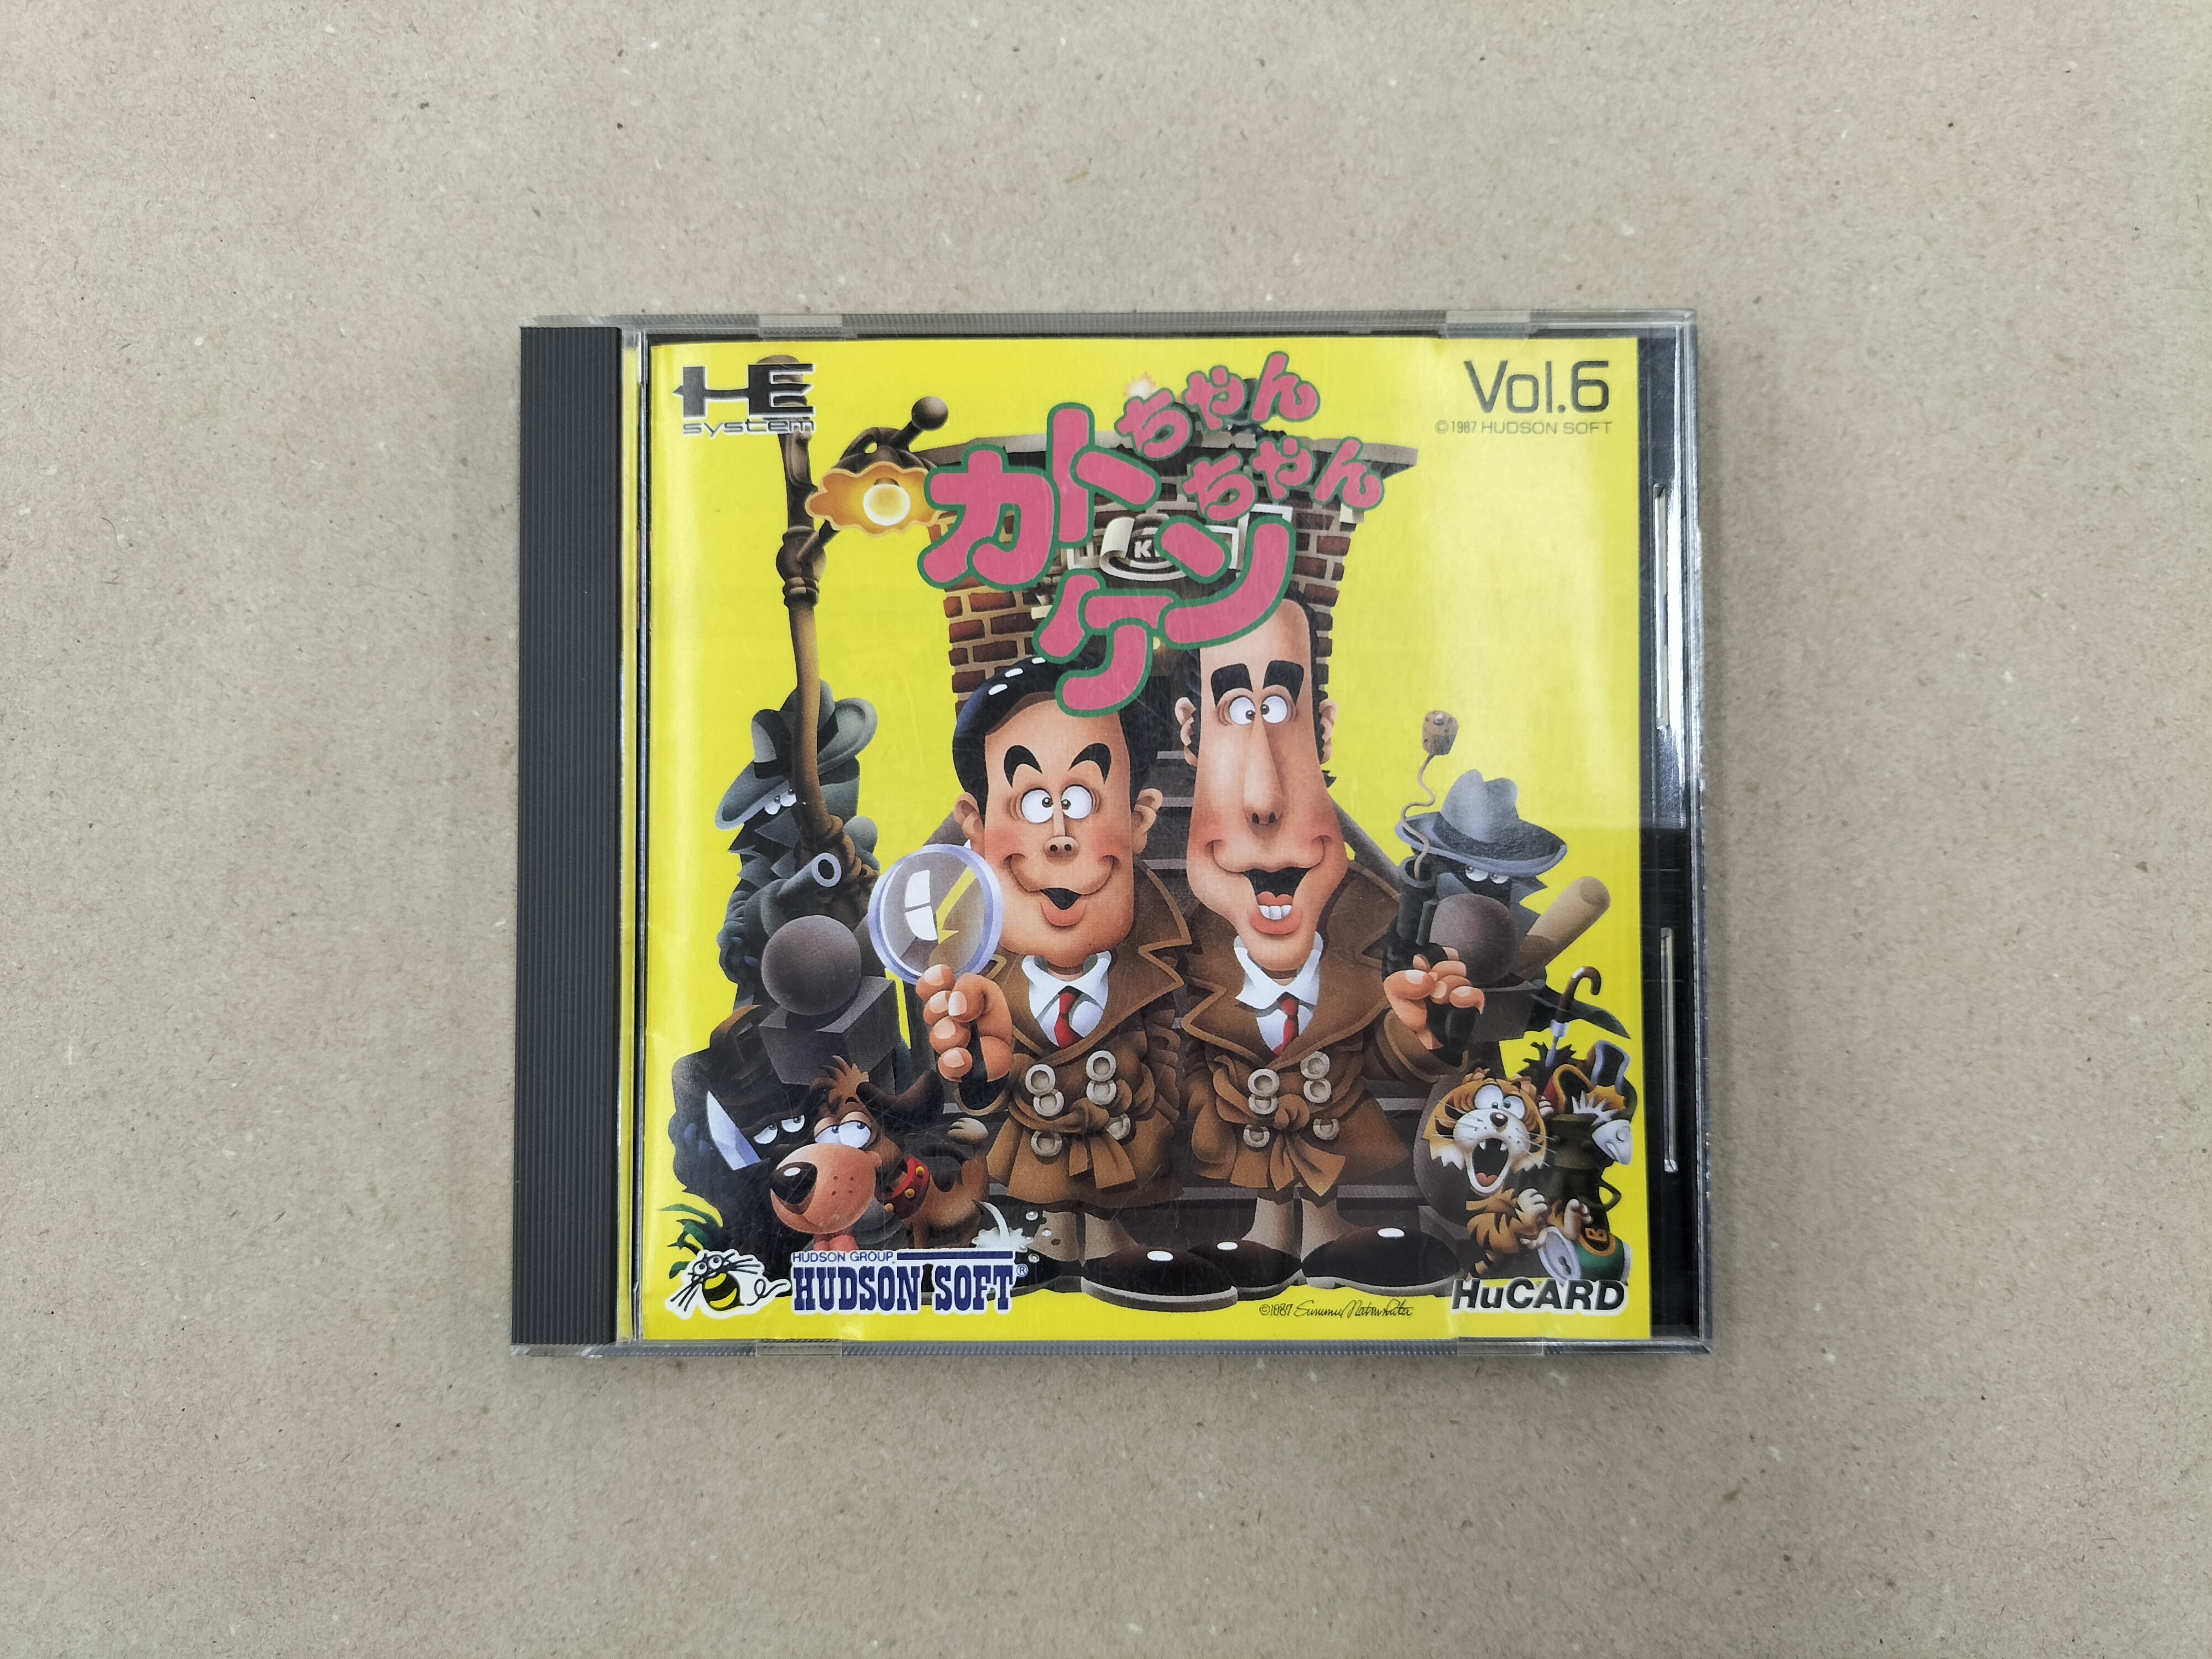 HE
system
Vol.6
©1987 HUDSON SOFT
カトちゃん
ケンちゃん
HUDSON GROUP
HUDSON SOFT®
©1987
HuCARD